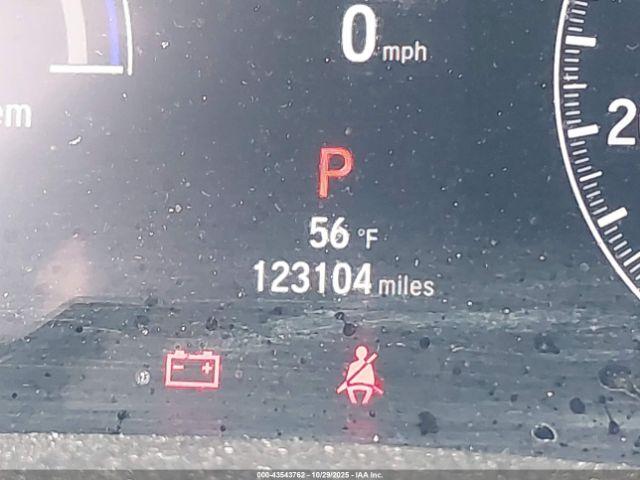 0 mph
P
56 °F
123104 miles
000-43543762 - 10/29/2025 - IAA Inc.